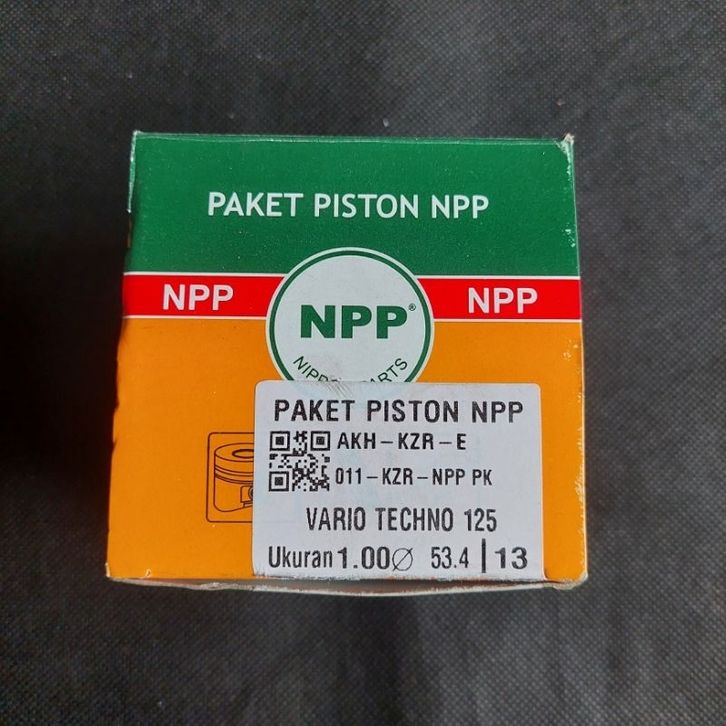 PAKET PISTON NPP
NPP
NPP®
NPP
PAKET PISTON NPP
AKH-KZR-E
011-KZR-NPP PK
VARIO TECHNO 125
Ukuran 1.00 Ø 53.4 | 13